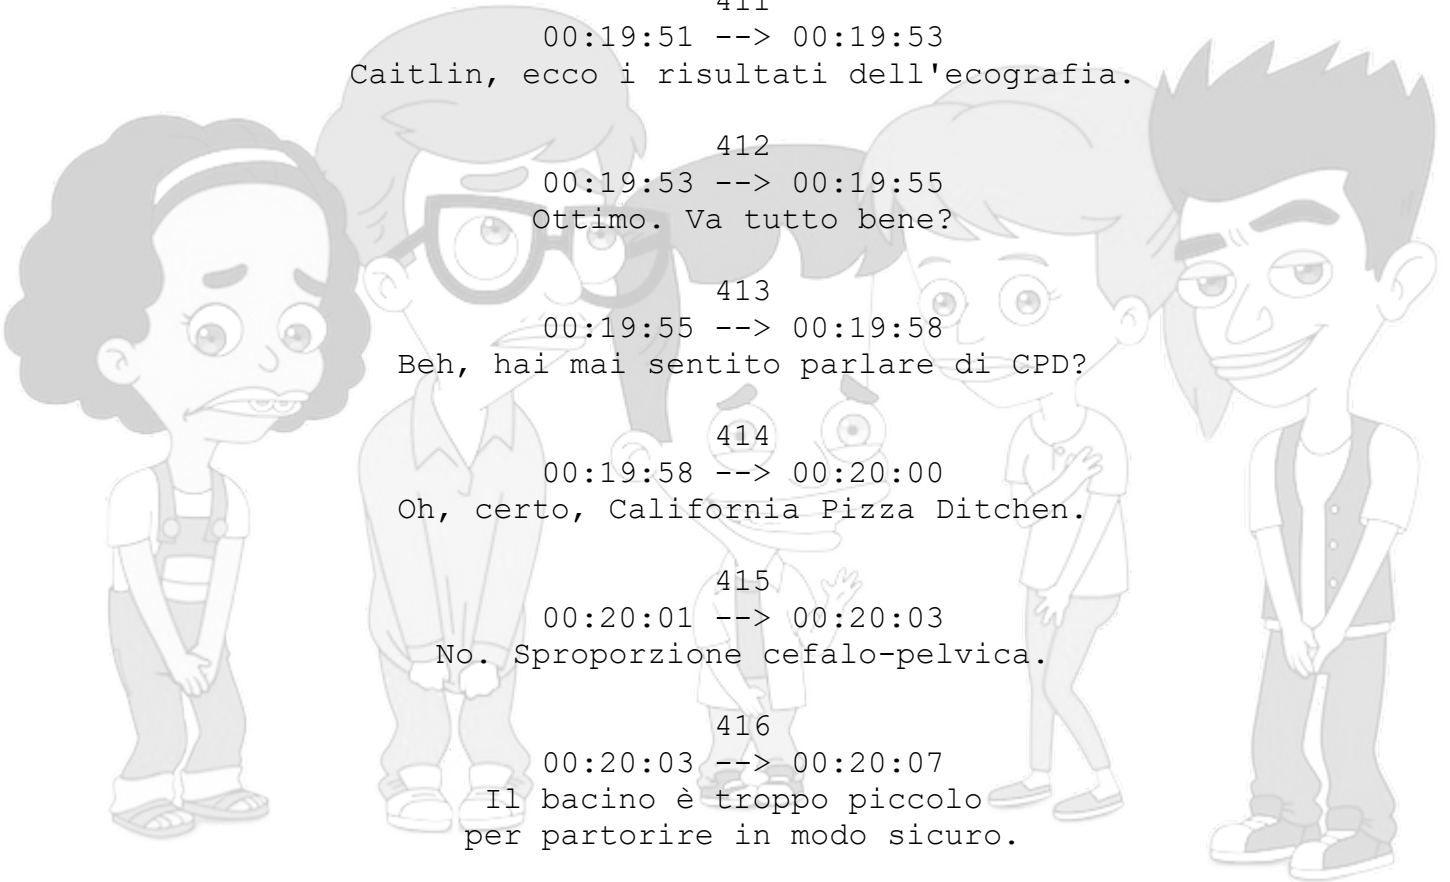 411
00:19:51 --> 00:19:53
Caitlin, ecco i risultati dell'ecografia.
412
00:19:53 --> 00:19:55
Ottimo. Va tutto bene?
413
00:19:55 --> 00:19:58
Beh, hai mai sentito parlare di CPD?
414
00:19:58 --> 00:20:00
Oh, certo, California Pizza Ditchen.
415
00:20:01 --> 00:20:03
No. Sproporzione cefalo-pelvica.
416
00:20:03 --> 00:20:07
Il bacino è troppo piccolo
per partorire in modo sicuro.